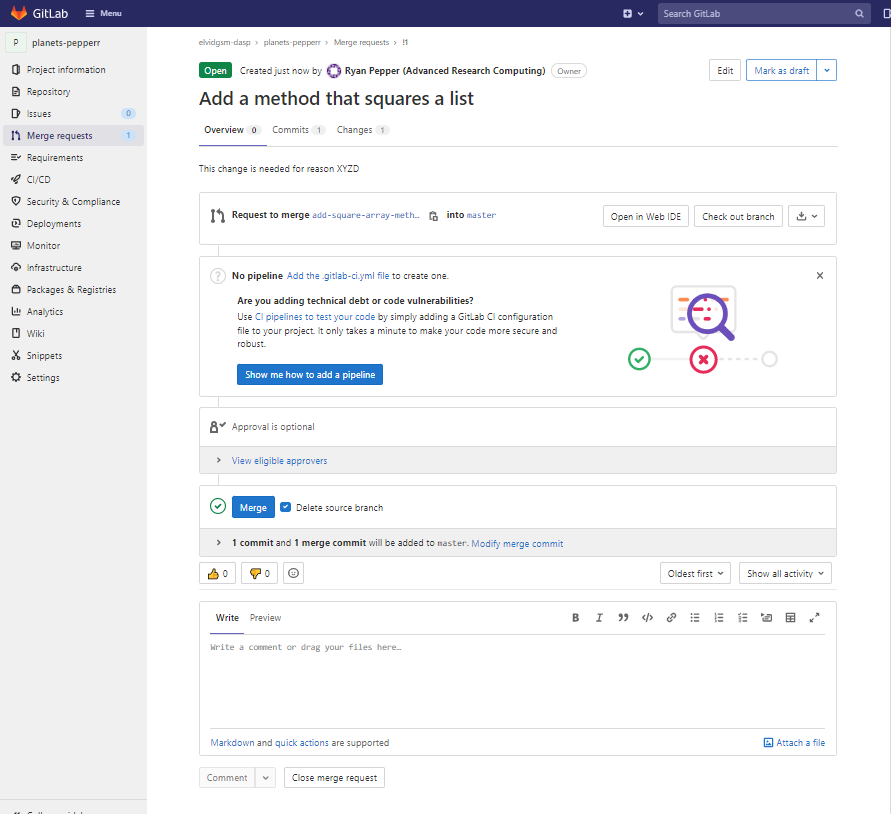 GitLab Menu Search GitLab
P planets-pepperr
Project information
Repository
Issues 0
Merge requests 1
Requirements
CI/CD
Security & Compliance
Deployments
Monitor
Infrastructure
Packages & Registries
Analytics
Wiki
Snippets
Settings
elvidgsm-dasp › planets-pepperr › Merge requests › !1
Open Created just now by Ryan Pepper (Advanced Research Computing) Owner
Edit Mark as draft
Add a method that squares a list
Overview 0 Commits 1 Changes 1
This change is needed for reason XYZD
Request to merge add-square-array-meth… into master
Open in Web IDE Check out branch
No pipeline Add the .gitlab-ci.yml file to create one.
Are you adding technical debt or code vulnerabilities?
Use CI pipelines to test your code by simply adding a GitLab CI configuration
file to your project. It only takes a minute to make your code more secure and
robust.
Show me how to add a pipeline
Approval is optional
View eligible approvers
Merge Delete source branch
1 commit and 1 merge commit will be added to master. Modify merge commit
0 0 Oldest first Show all activity
Write Preview
Write a comment or drag your files here…
Markdown and quick actions are supported Attach a file
Comment Close merge request